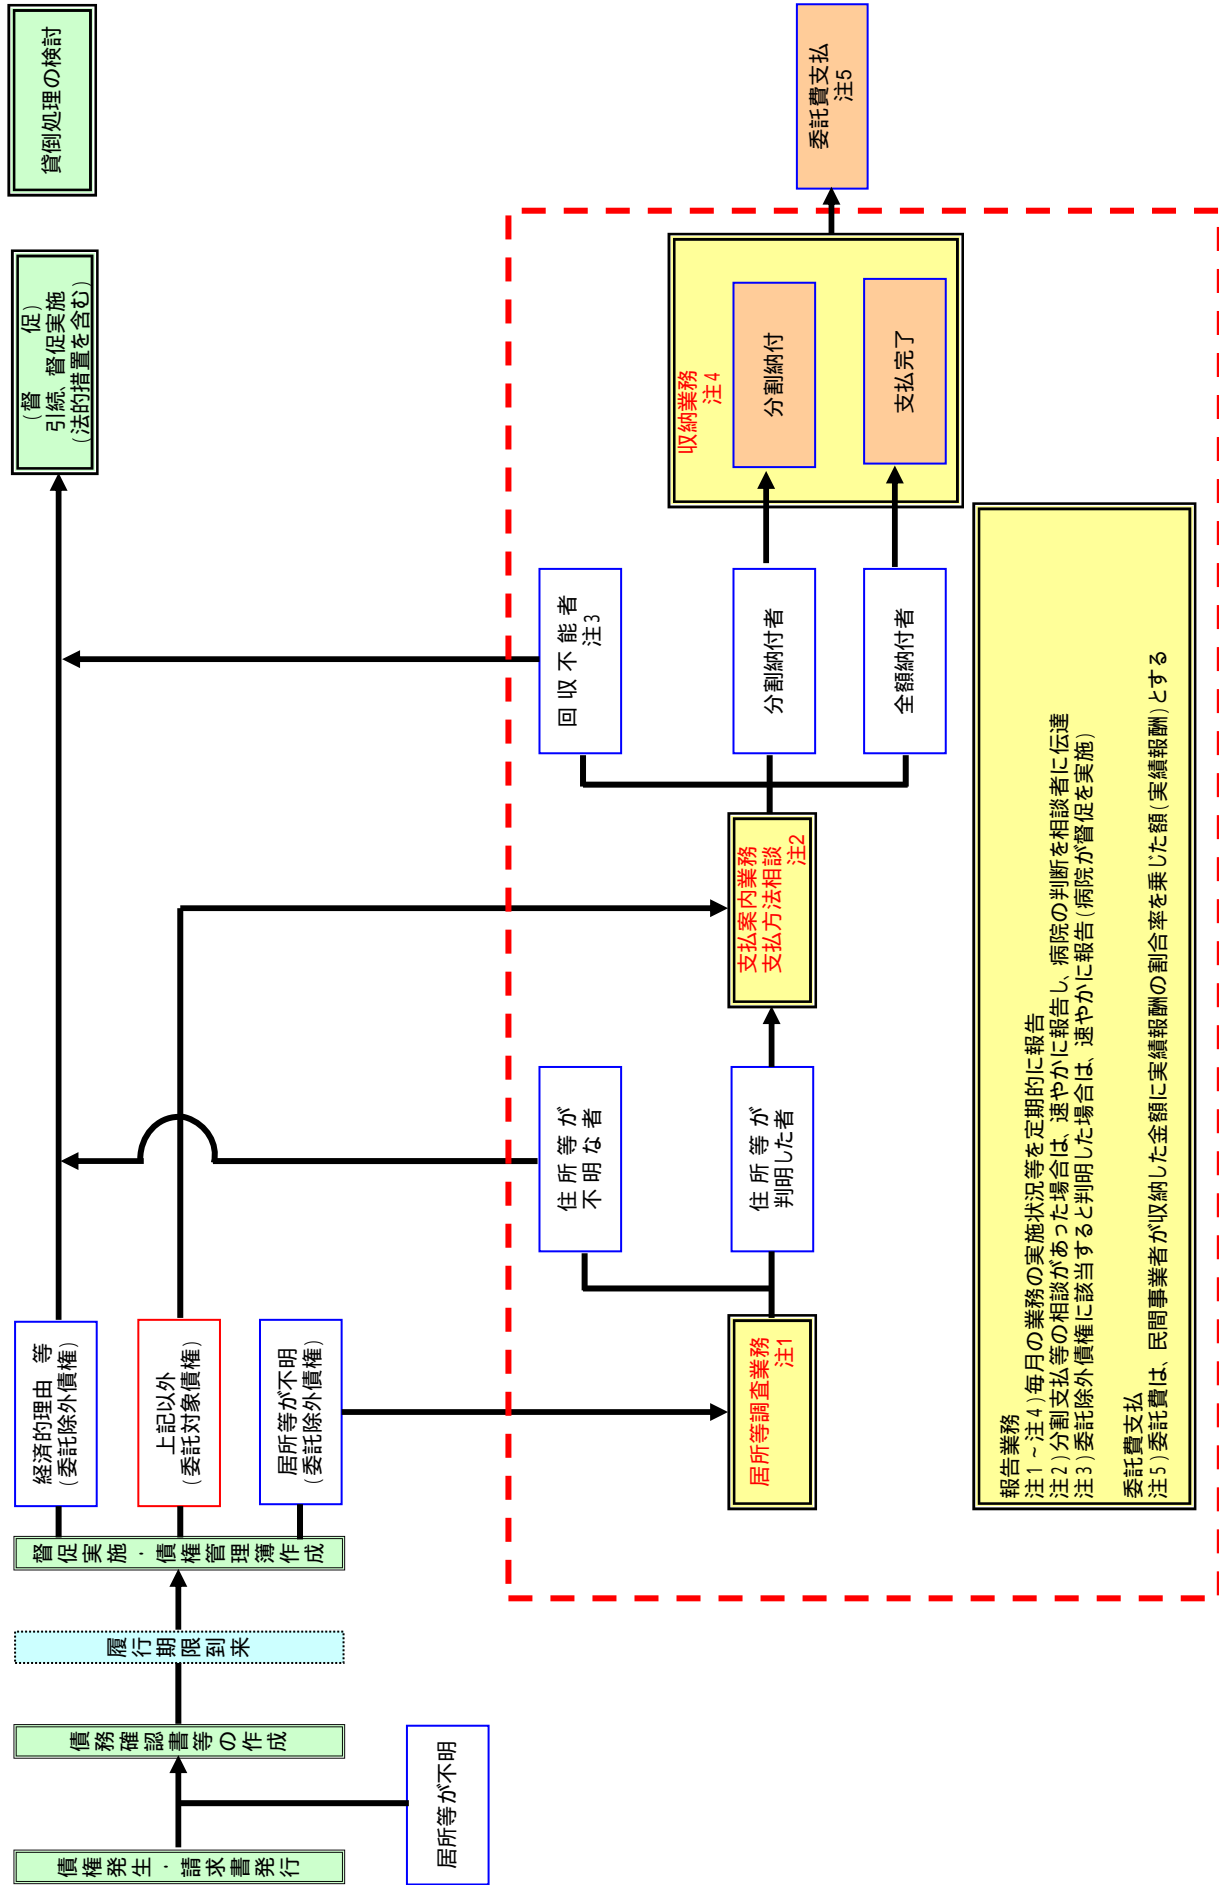 債権発生・請求書発行
居所等が不明
債務確認書等の作成
履行期限到来
督促実施・債権管理簿作成
経済的理由　等
(委託除外債権)
上記以外
(委託対象債権)
居所等が不明
(委託除外債権)
(督　　　促)
引続、督促実施
(法的措置を含む)
貸倒処理の検討
居所等調査業務
注1
住所等が
不明な者
住所等が
判明した者
支払案内業務
支払方法相談
注2
回収不能者
注3
分割納付者
全額納付者
収納業務
注4
分割納付
支払完了
委託費支払
注5
報告業務
注1~注4)毎月の業務の実施状況等を定期的に報告
注2)分割支払等の相談があった場合は、速やかに報告し、病院の判断を相談者に伝達
注3)委託除外債権に該当すると判明した場合は、速やかに報告(病院が督促を実施)
委託費支払
注5)委託費は、民間事業者が収納した金額に実績報酬の割合率を乗じた額(実績報酬)とする